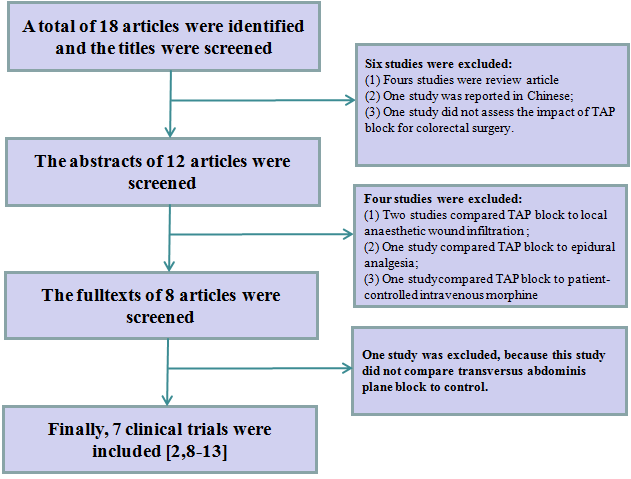 A total of 18 articles were identified
and the titles were screened
Six studies were excluded:
(1) Fours studies were review article
(2) One study was reported in Chinese;
(3) One study did not assess the impact of TAP
block for colorectal surgery.
The abstracts of 12 articles were
screened
Four studies were excluded:
(1) Two studies compared TAP block to local
anaesthetic wound infiltration ;
(2) One study compared TAP block to epidural
analgesia;
(3) One studycompared TAP block to patient-
controlled intravenous morphine
The fulltexts of 8 articles were
screened
One study was excluded, because this study
did not compare transversus abdominis
plane block to control.
Finally, 7 clinical trials were
included [2,8-13]